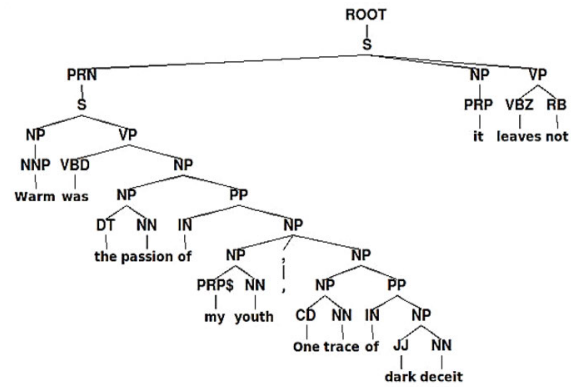 ROOT
S
PRN NP VP
S PRP VBZ RB
NP VP it leaves not
NNP VBD NP
Warm was NP PP
DT NN IN NP
the passion of NP , NP
PRP$ NN , NP PP
my youth CD NN IN NP
One trace of JJ NN
dark deceit